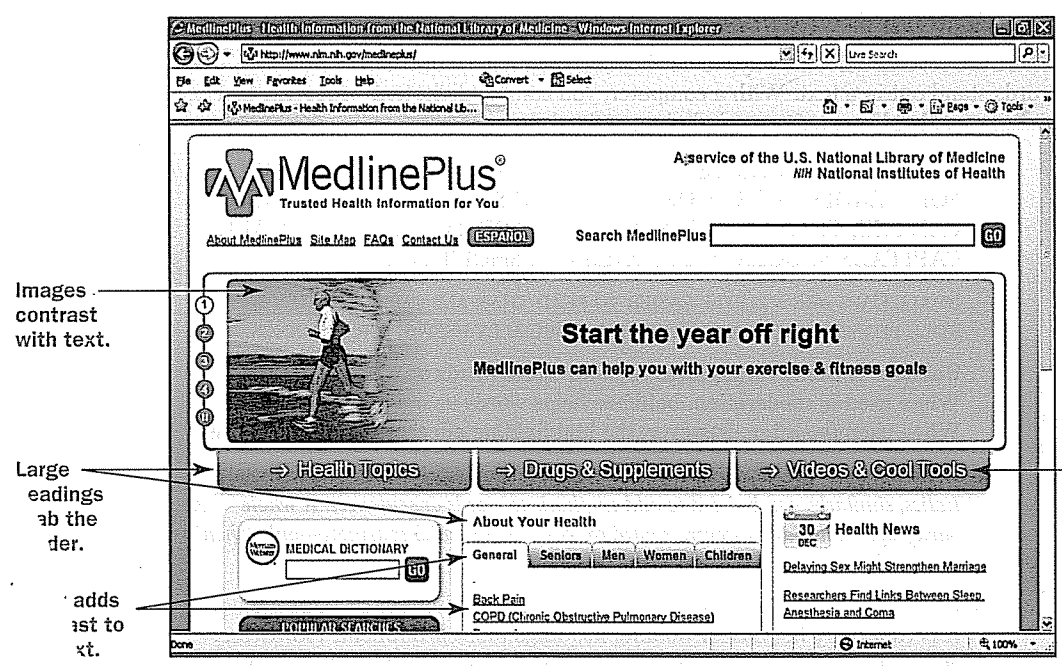 MedlinePlus - Health Information from the National Library of Medicine - Windows Internet Explorer
http://www.nlm.nih.gov/medlineplus/
Live Search
File Edit View Favorites Tools Help
Convert Select
MedlinePlus - Health Information from the National Lib...
Page Tools
MedlinePlus®
Trusted Health Information for You
A service of the U.S. National Library of Medicine
NIH National Institutes of Health
About MedlinePlus Site Map FAQs Contact Us ESPAÑOL
Search MedlinePlus GO
Images
contrast
with text.
1
2
3
4
Start the year off right
MedlinePlus can help you with your exercise & fitness goals
→ Health Topics → Drugs & Supplements → Videos & Cool Tools
Large
eadings
ab the
der.
Merriam
Webster
MEDICAL DICTIONARY
GO
POPULAR SEARCHES
About Your Health
General Seniors Men Women Children
Back Pain
COPD (Chronic Obstructive Pulmonary Disease)
30
DEC
Health News
Delaying Sex Might Strengthen Marriage
Researchers Find Links Between Sleep,
Anesthesia and Coma
adds
ast to
xt.
Done Internet 100%